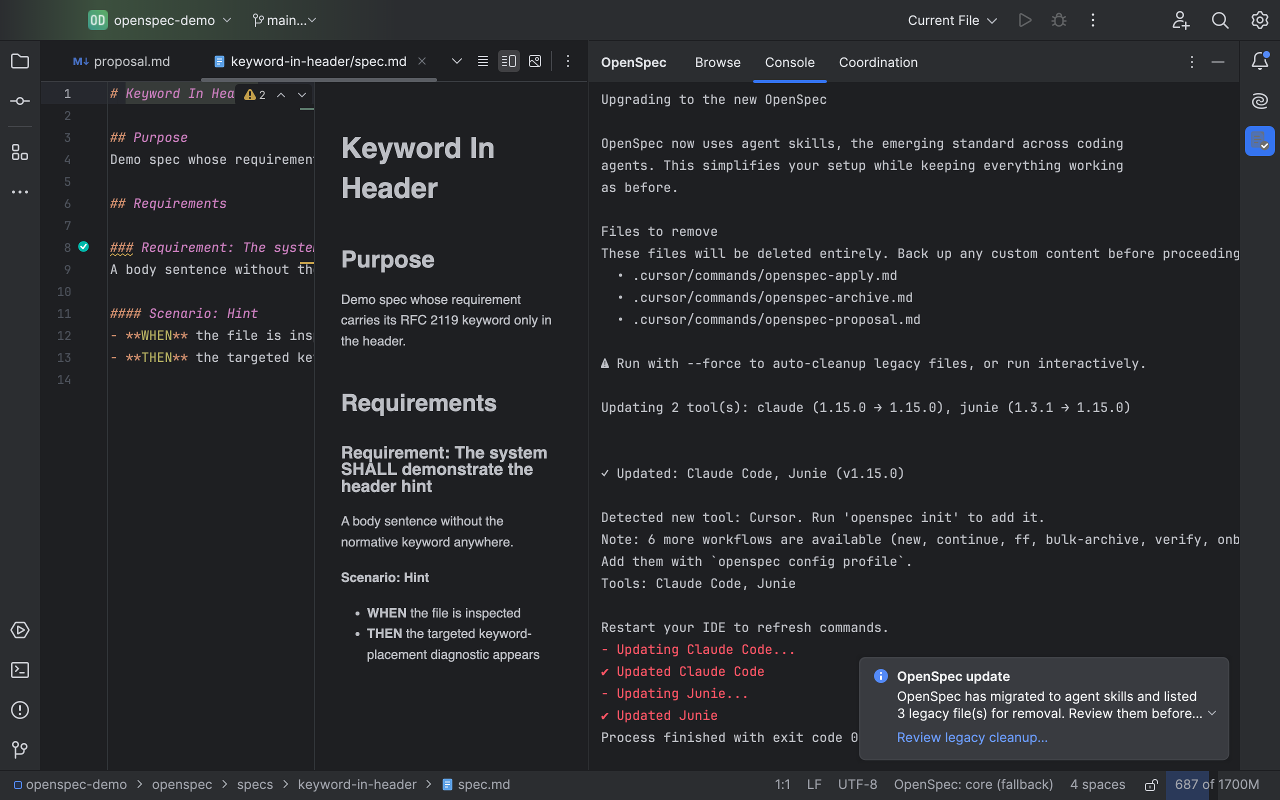 OD openspec-demo main... Current File
proposal.md
keyword-in-header/spec.md
OpenSpec Browse Console Coordination
1 # Keyword In Hea 2
2
3 ## Purpose
4 Demo spec whose requirement
5
6 ## Requirements
7
8 ### Requirement: The syste
9 A body sentence without th
10
11 #### Scenario: Hint
12 - **WHEN** the file is ins
13 - **THEN** the targeted ke
14
Keyword In
Header
Purpose
Demo spec whose requirement
carries its RFC 2119 keyword only in
the header.
Requirements
Requirement: The system
SHALL demonstrate the
header hint
A body sentence without the
normative keyword anywhere.
Scenario: Hint
• WHEN the file is inspected
• THEN the targeted keyword-
placement diagnostic appears
Upgrading to the new OpenSpec
OpenSpec now uses agent skills, the emerging standard across coding
agents. This simplifies your setup while keeping everything working
as before.
Files to remove
These files will be deleted entirely. Back up any custom content before proceeding
• .cursor/commands/openspec-apply.md
• .cursor/commands/openspec-archive.md
• .cursor/commands/openspec-proposal.md
⚠ Run with --force to auto-cleanup legacy files, or run interactively.
Updating 2 tool(s): claude (1.15.0 → 1.15.0), junie (1.3.1 → 1.15.0)
✓ Updated: Claude Code, Junie (v1.15.0)
Detected new tool: Cursor. Run 'openspec init' to add it.
Note: 6 more workflows are available (new, continue, ff, bulk-archive, verify, onb
Add them with `openspec config profile`.
Tools: Claude Code, Junie
Restart your IDE to refresh commands.
- Updating Claude Code...
✔ Updated Claude Code
- Updating Junie...
✔ Updated Junie
Process finished with exit code 0
OpenSpec update
OpenSpec has migrated to agent skills and listed
3 legacy file(s) for removal. Review them before...
Review legacy cleanup...
openspec-demo > openspec > specs > keyword-in-header > spec.md
1:1 LF UTF-8 OpenSpec: core (fallback) 4 spaces 687 of 1700M